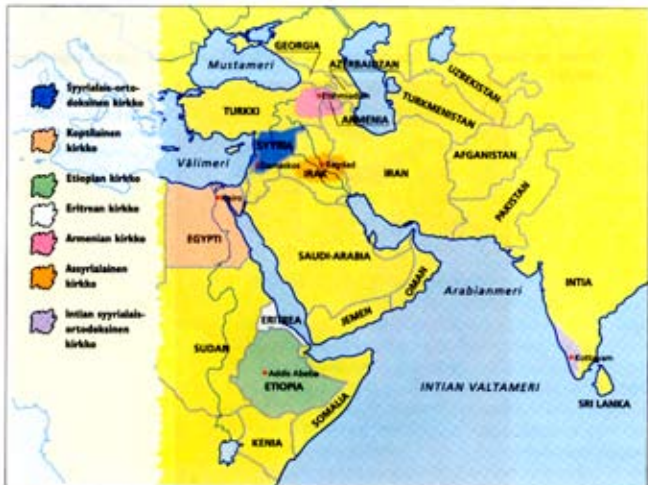 Syyrialais-orto-
doksinen kirkko
Koptilainen
kirkko
Etiopian kirkko
Eritrean kirkko
Armenian kirkko
Assyrialainen
kirkko
Intian syyrialais-
ortodoksinen
kirkko
GEORGIA
Mustameri
AZERBAIDZAN
UZBEKISTAN
TURKKI
ARMENIA
TURKMENISTAN
SYYRIA
Välimeri
Damaskos
Bagdad
IRAK
IRAN
AFGANISTAN
PAKISTAN
Kairo
EGYPTI
SAUDI-ARABIA
OMAN
JEMEN
Arabianmeri
INTIA
ERITREA
SUDAN
Addis Abeba
ETIOPIA
SOMALIA
KENIA
INTIAN VALTAMERI
Kottayam
SRI LANKA